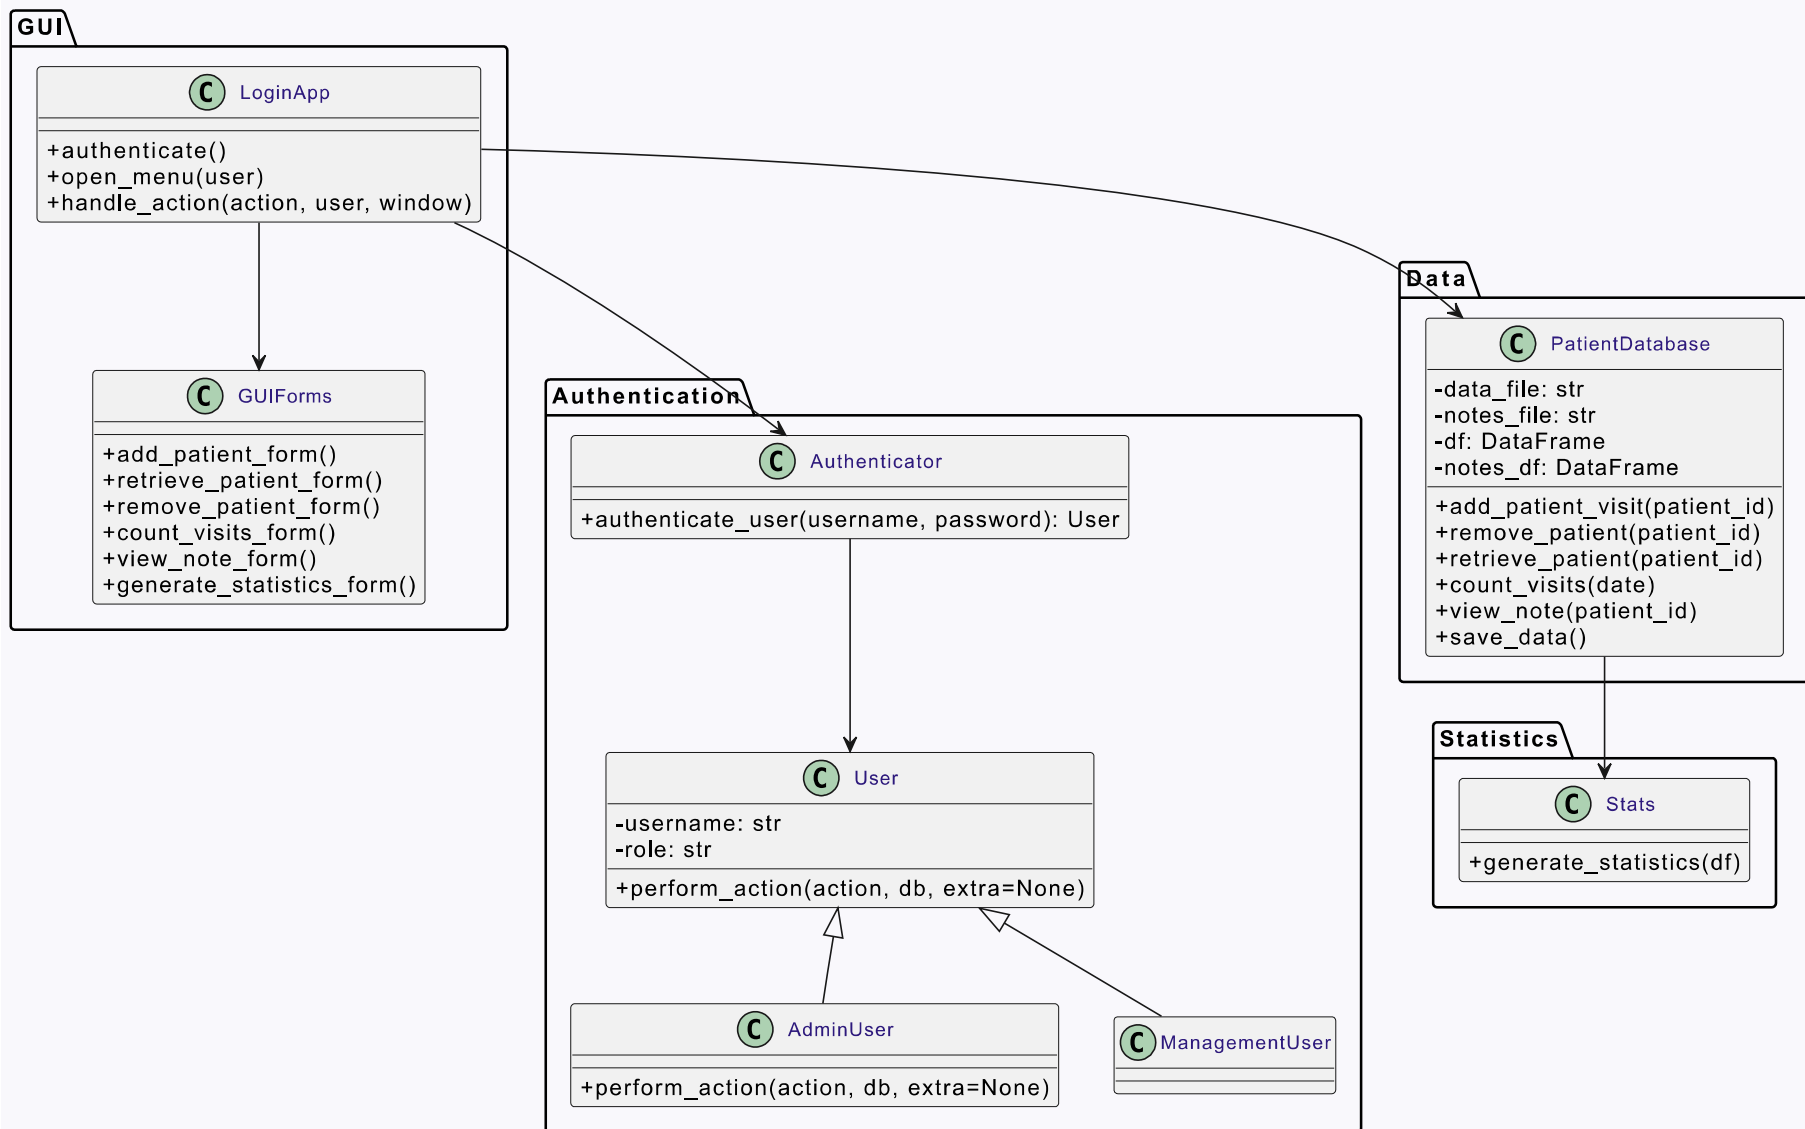 GUI
C LoginApp
+authenticate()
+open_menu(user)
+handle_action(action, user, window)
C GUIForms
+add_patient_form()
+retrieve_patient_form()
+remove_patient_form()
+count_visits_form()
+view_note_form()
+generate_statistics_form()
Authentication
C Authenticator
+authenticate_user(username, password): User
C User
-username: str
-role: str
+perform_action(action, db, extra=None)
C AdminUser
+perform_action(action, db, extra=None)
C ManagementUser
Data
C PatientDatabase
-data_file: str
-notes_file: str
-df: DataFrame
-notes_df: DataFrame
+add_patient_visit(patient_id)
+remove_patient(patient_id)
+retrieve_patient(patient_id)
+count_visits(date)
+view_note(patient_id)
+save_data()
Statistics
C Stats
+generate_statistics(df)